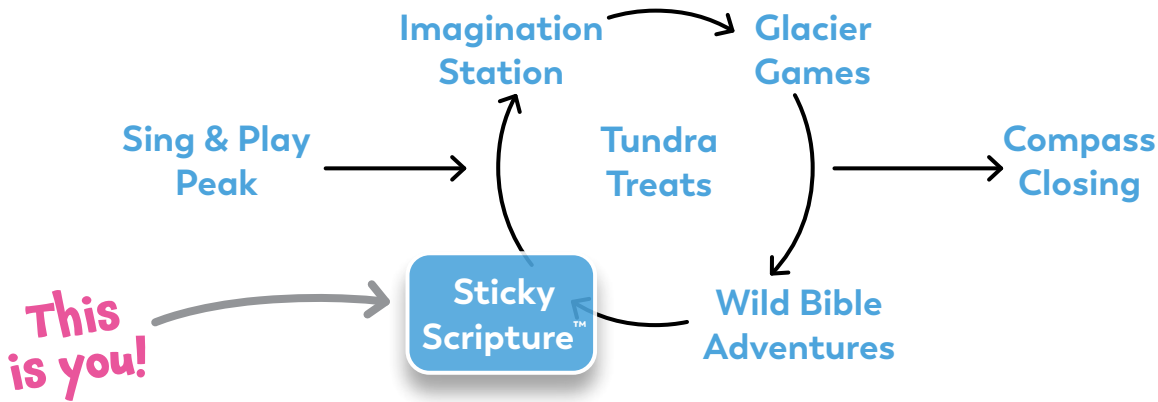 Imagination
Station
Glacier
Games
Sing & Play
Peak
Tundra
Treats
Compass
Closing
This
is you!
Sticky
Scripture™
Wild Bible
Adventures